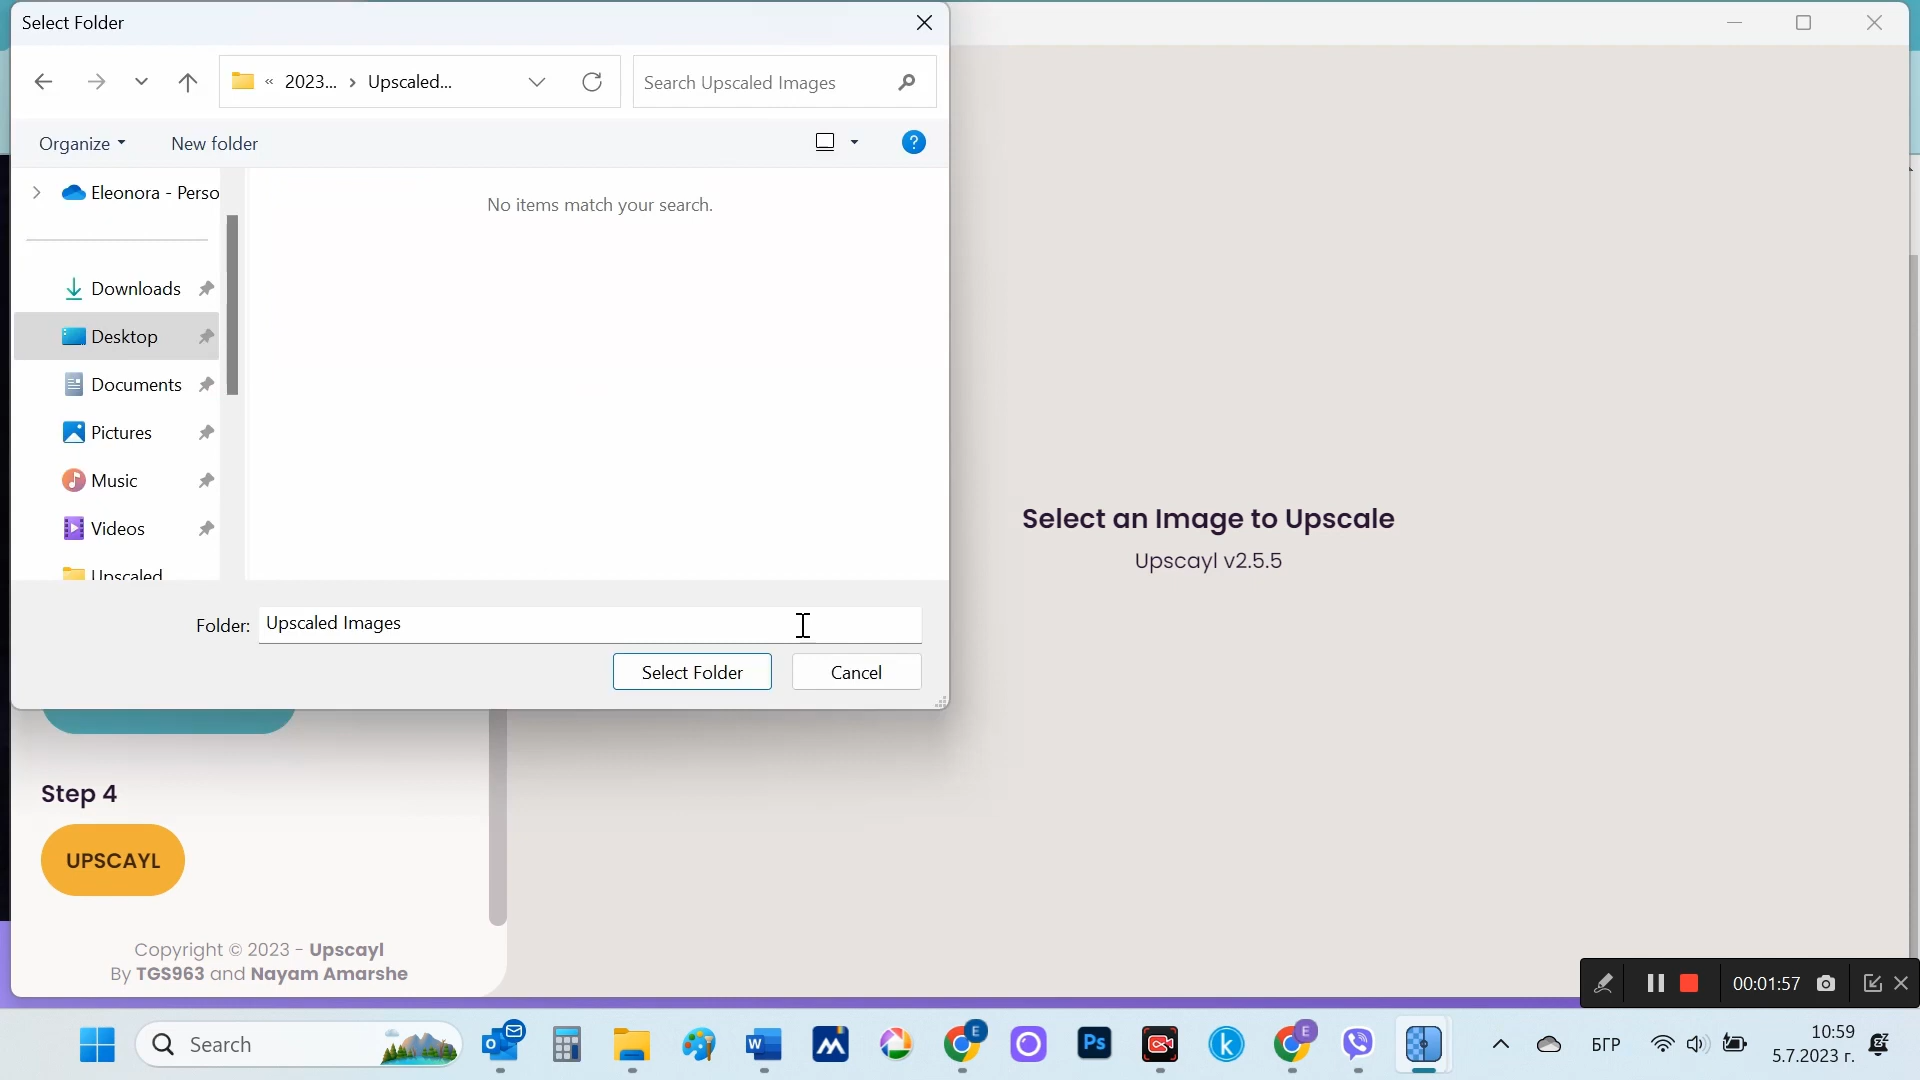 Select Folder
« 2023... › Upscaled...
Search Upscaled Images
Organize
New folder
?
Eleonora - Perso
No items match your search.
Downloads
Desktop
Documents
Pictures
Music
Videos
Upscaled
Folder: Upscaled Images
Select Folder
Cancel
Select an Image to Upscale
Upscayl v2.5.5
Step 4
UPSCAYL
Copyright © 2023 - Upscayl
By TGS963 and Nayam Amarshe
00:01:57
Search
E
Ps
E
БГР
10:59
5.7.2023 г.